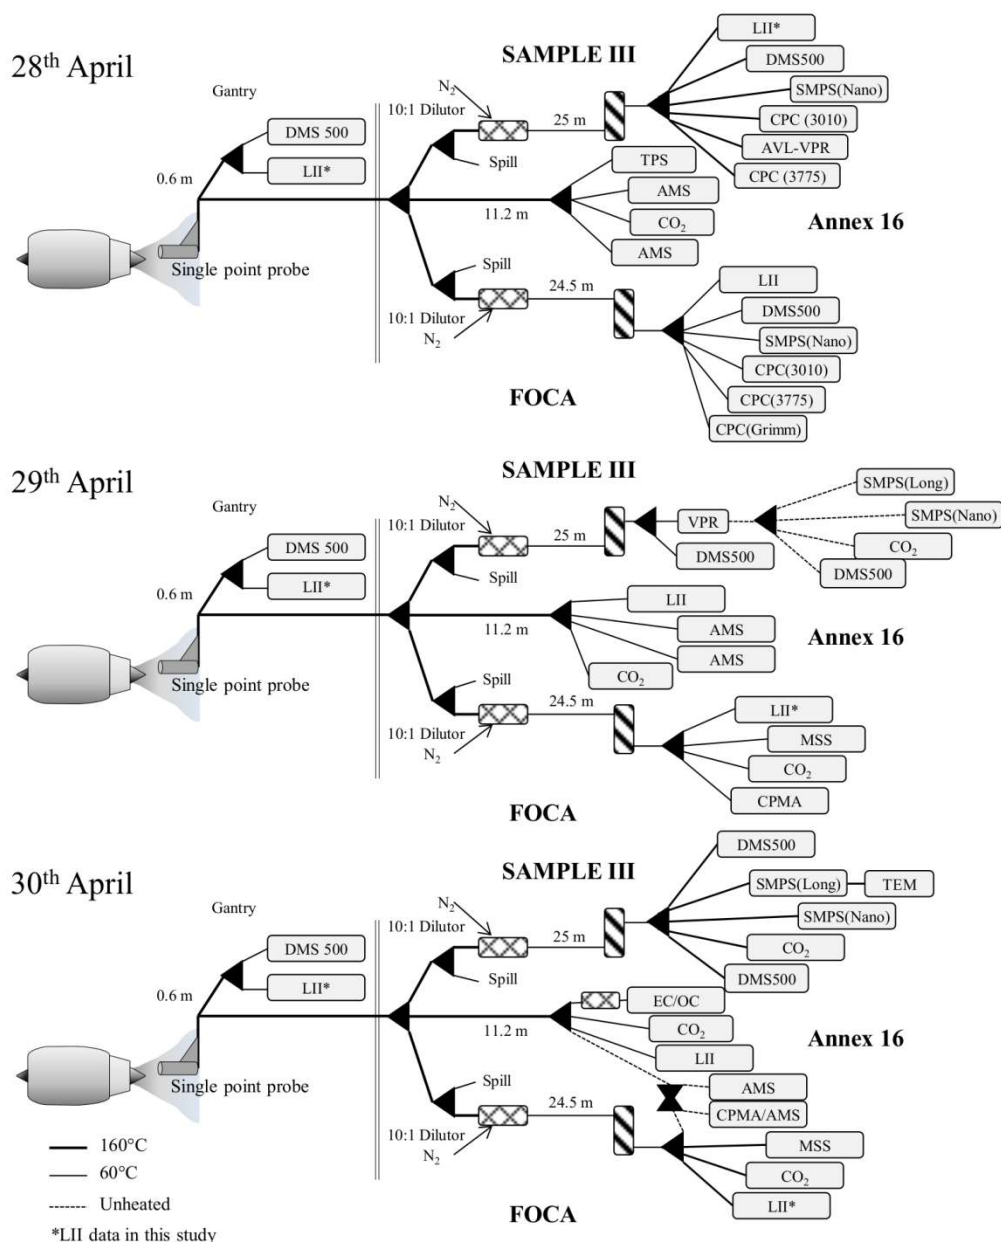 28th April
SAMPLE III
Gantry
N2
10:1 Dilutor
25 m
Spill
DMS 500
LII*
0.6 m
Single point probe
LII*
DMS500
SMPS(Nano)
CPC (3010)
AVL-VPR
CPC (3775)
TPS
AMS
CO2
AMS
11.2 m
Annex 16
Spill
24.5 m
10:1 Dilutor
N2
LII
DMS500
SMPS(Nano)
CPC(3010)
CPC(3775)
CPC(Grimm)
FOCA
29th April
SAMPLE III
Gantry
N2
10:1 Dilutor
25 m
Spill
DMS 500
LII*
0.6 m
Single point probe
VPR
DMS500
SMPS(Long)
SMPS(Nano)
CO2
DMS500
11.2 m
LII
AMS
AMS
CO2
Annex 16
Spill
24.5 m
10:1 Dilutor
N2
LII*
MSS
CO2
CPMA
FOCA
30th April
SAMPLE III
Gantry
N2
10:1 Dilutor
25 m
Spill
DMS 500
LII*
0.6 m
Single point probe
DMS500
SMPS(Long)
TEM
SMPS(Nano)
CO2
DMS500
11.2 m
EC/OC
CO2
LII
AMS
CPMA/AMS
Annex 16
Spill
24.5 m
10:1 Dilutor
N2
MSS
CO2
LII*
FOCA
160°C
60°C
Unheated
*LII data in this study